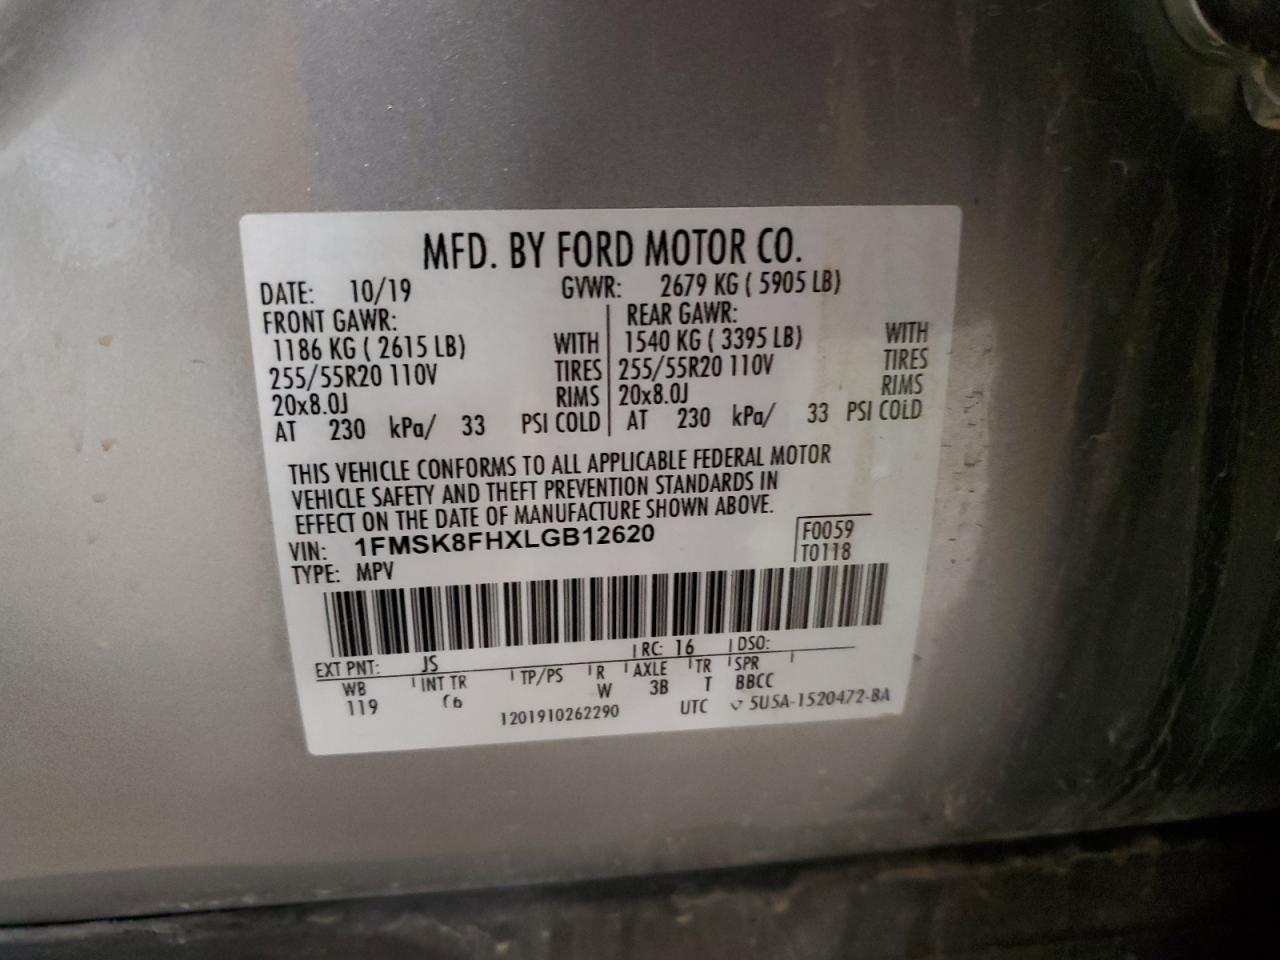 MFD. BY FORD MOTOR CO.
DATE: 10/19 GVWR: 2679 KG ( 5905 LB)
FRONT GAWR: REAR GAWR:
1186 KG ( 2615 LB) WITH 1540 KG ( 3395 LB) WITH
255/55R20 110V TIRES 255/55R20 110V TIRES
20x8.0J RIMS 20x8.0J RIMS
AT 230 kPa/ 33 PSI COLD AT 230 kPa/ 33 PSI COLD
THIS VEHICLE CONFORMS TO ALL APPLICABLE FEDERAL MOTOR
VEHICLE SAFETY AND THEFT PREVENTION STANDARDS IN
EFFECT ON THE DATE OF MANUFACTURE SHOWN ABOVE.
VIN: 1FMSK8FHXLGB12620 F0059
TYPE: MPV T0118
EXT PNT: JS RC: 16 DSO:
WB INT TR TP/PS R AXLE TR SPR
119 W 3B T BBCC
1201910262290 UTC 5U5A-1520472-BA